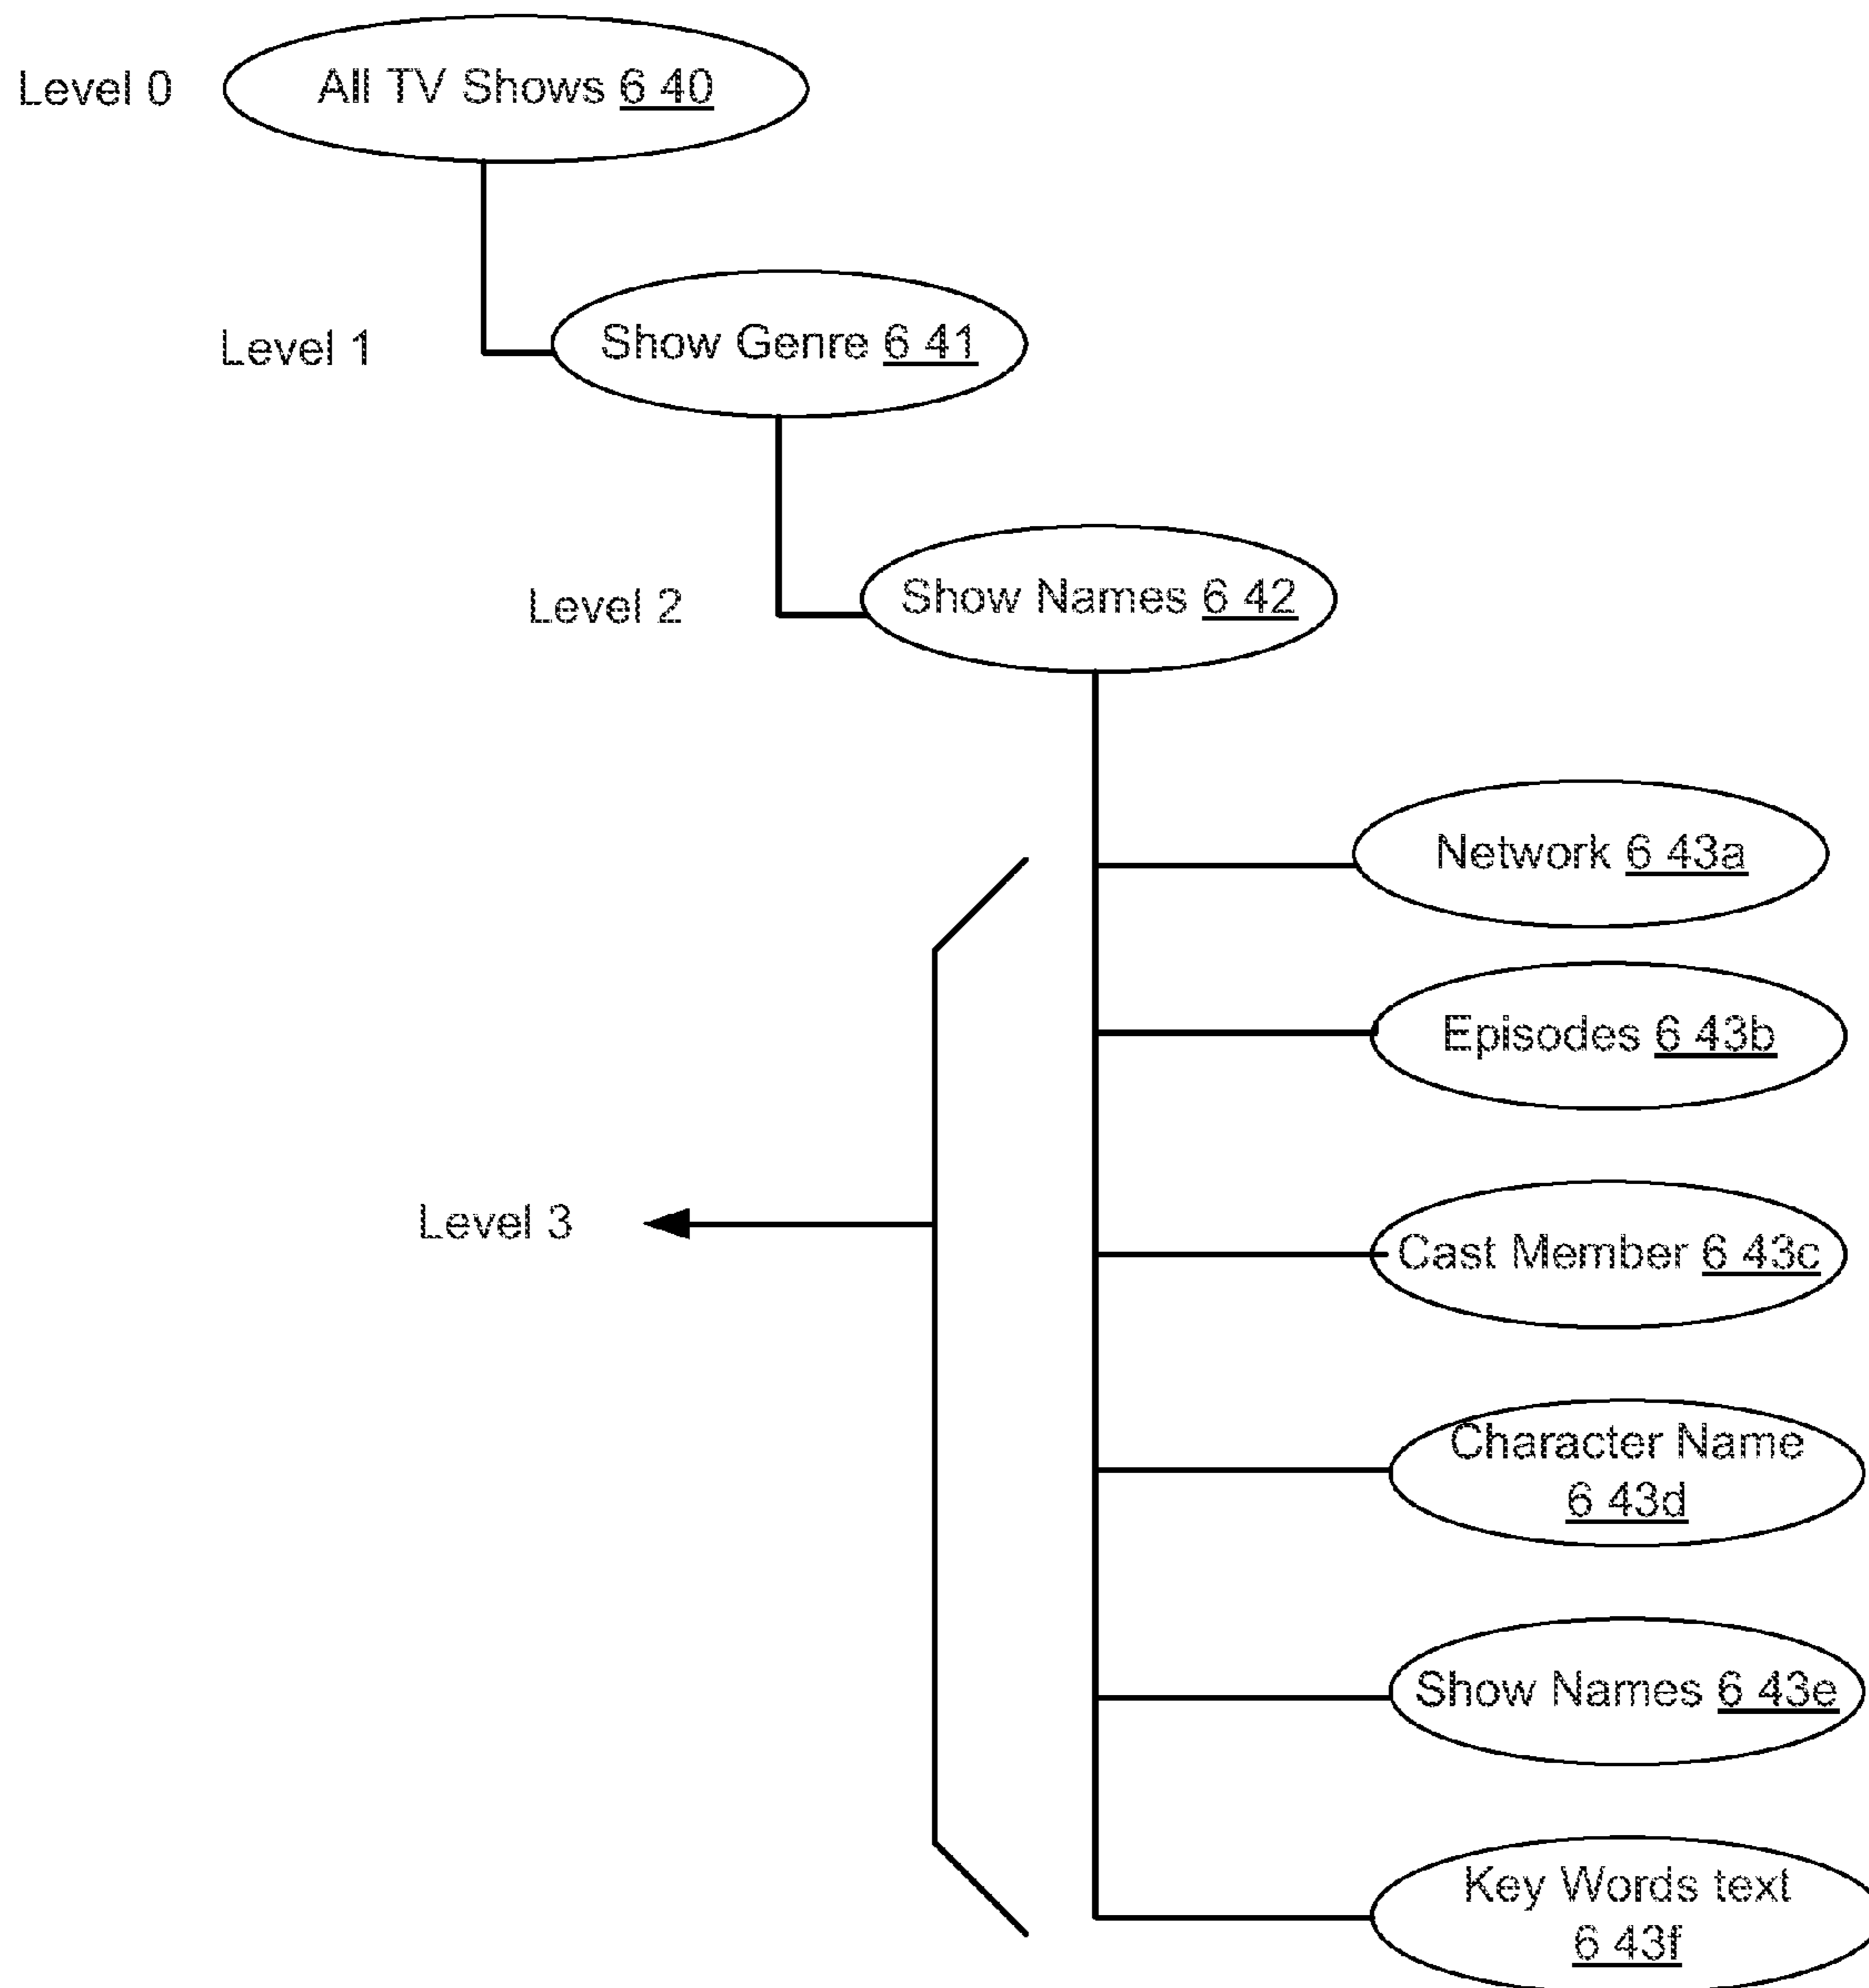 Level 0
All TV Shows 6 40
Level 1
Show Genre 6 41
Level 2
Show Names 6 42
Network 6 43a
Episodes 6 43b
Level 3
Cast Member 6 43c
Character Name
6 43d
Show Names 6 43e
Key Words text
6 43f